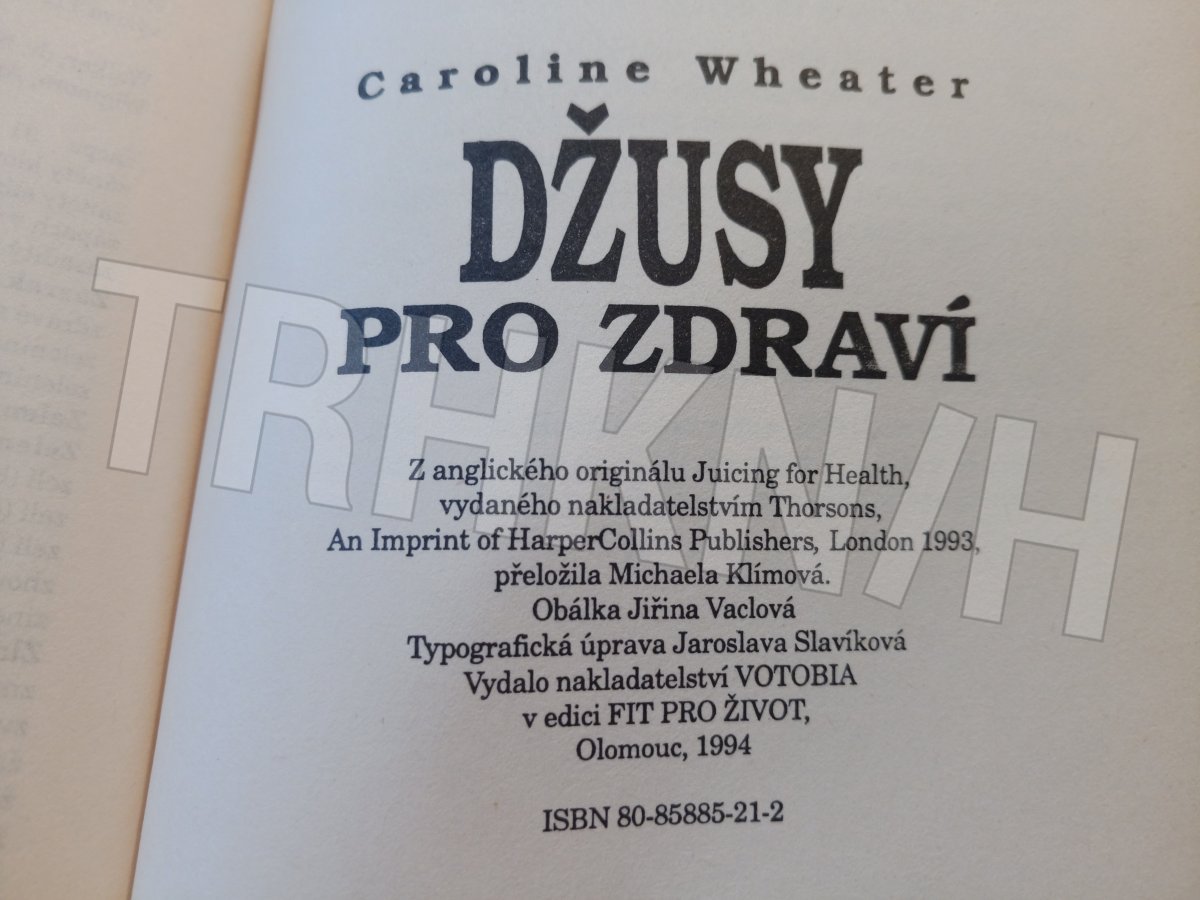 Caroline Wheater
DŽUSY
PRO ZDRAVÍ
Z anglického originálu Juicing for Health,
vydaného nakladatelstvím Thorsons,
An Imprint of HarperCollins Publishers, London 1993,
přeložila Michaela Klímová.
Obálka Jiřina Vaclová
Typografická úprava Jaroslava Slavíková
Vydalo nakladatelství VOTOBIA
v edici FIT PRO ŽIVOT,
Olomouc, 1994
ISBN 80-85885-21-2
TRHKNIH